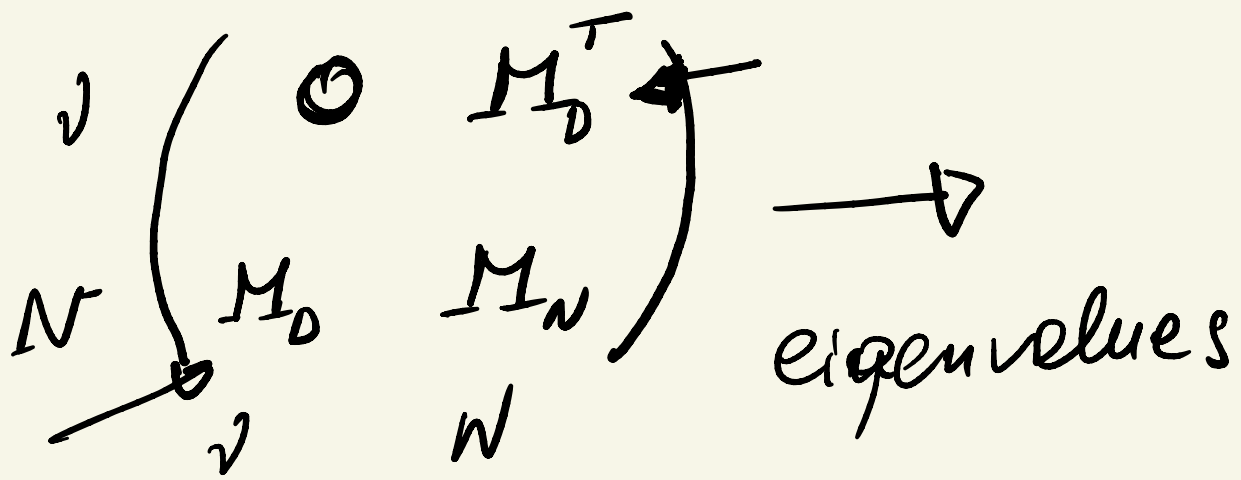 ν ( 0 M_D^T )
N ( M_D M_N ) → eigenvalues
ν N